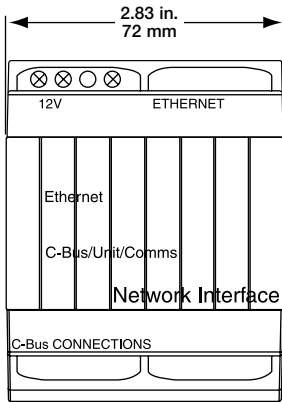 2.83 in.
72 mm
12V ETHERNET
Ethernet
C-Bus/Unit/Comms
Network Interface
C-Bus CONNECTIONS